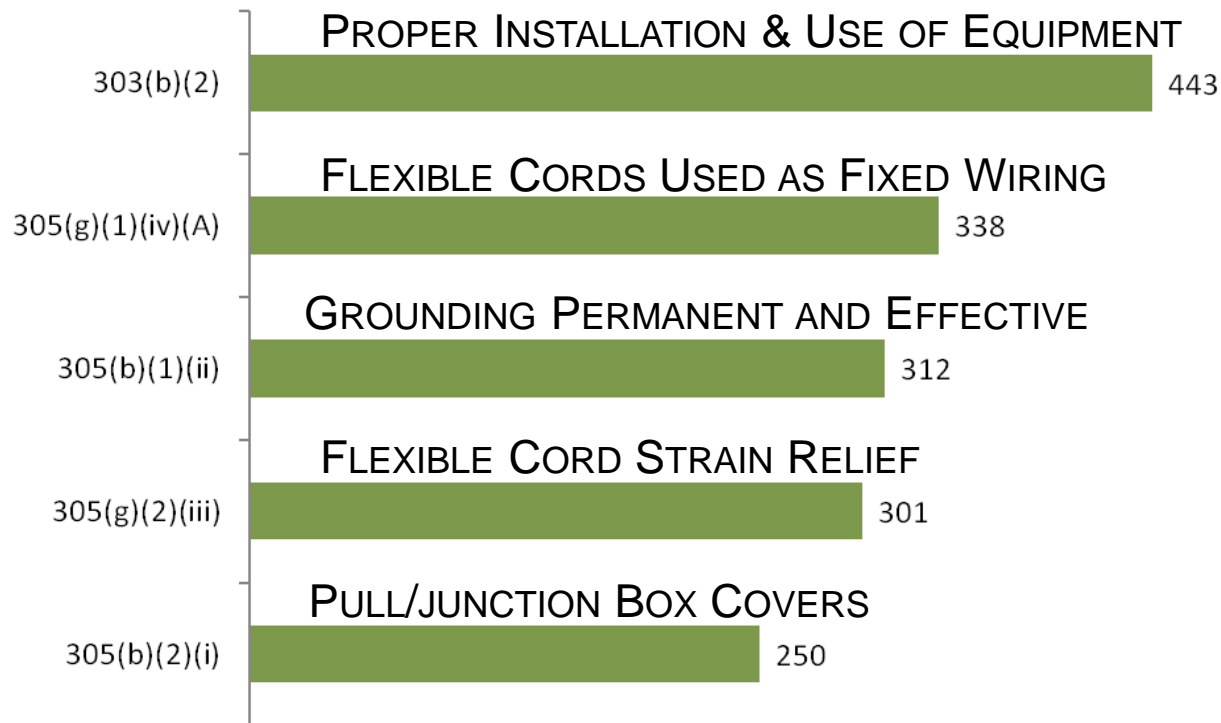 PROPER INSTALLATION & USE OF EQUIPMENT
303(b)(2) 443
FLEXIBLE CORDS USED AS FIXED WIRING
305(g)(1)(iv)(A) 338
GROUNDING PERMANENT AND EFFECTIVE
305(b)(1)(ii) 312
FLEXIBLE CORD STRAIN RELIEF
305(g)(2)(iii) 301
PULL/JUNCTION BOX COVERS
305(b)(2)(i) 250